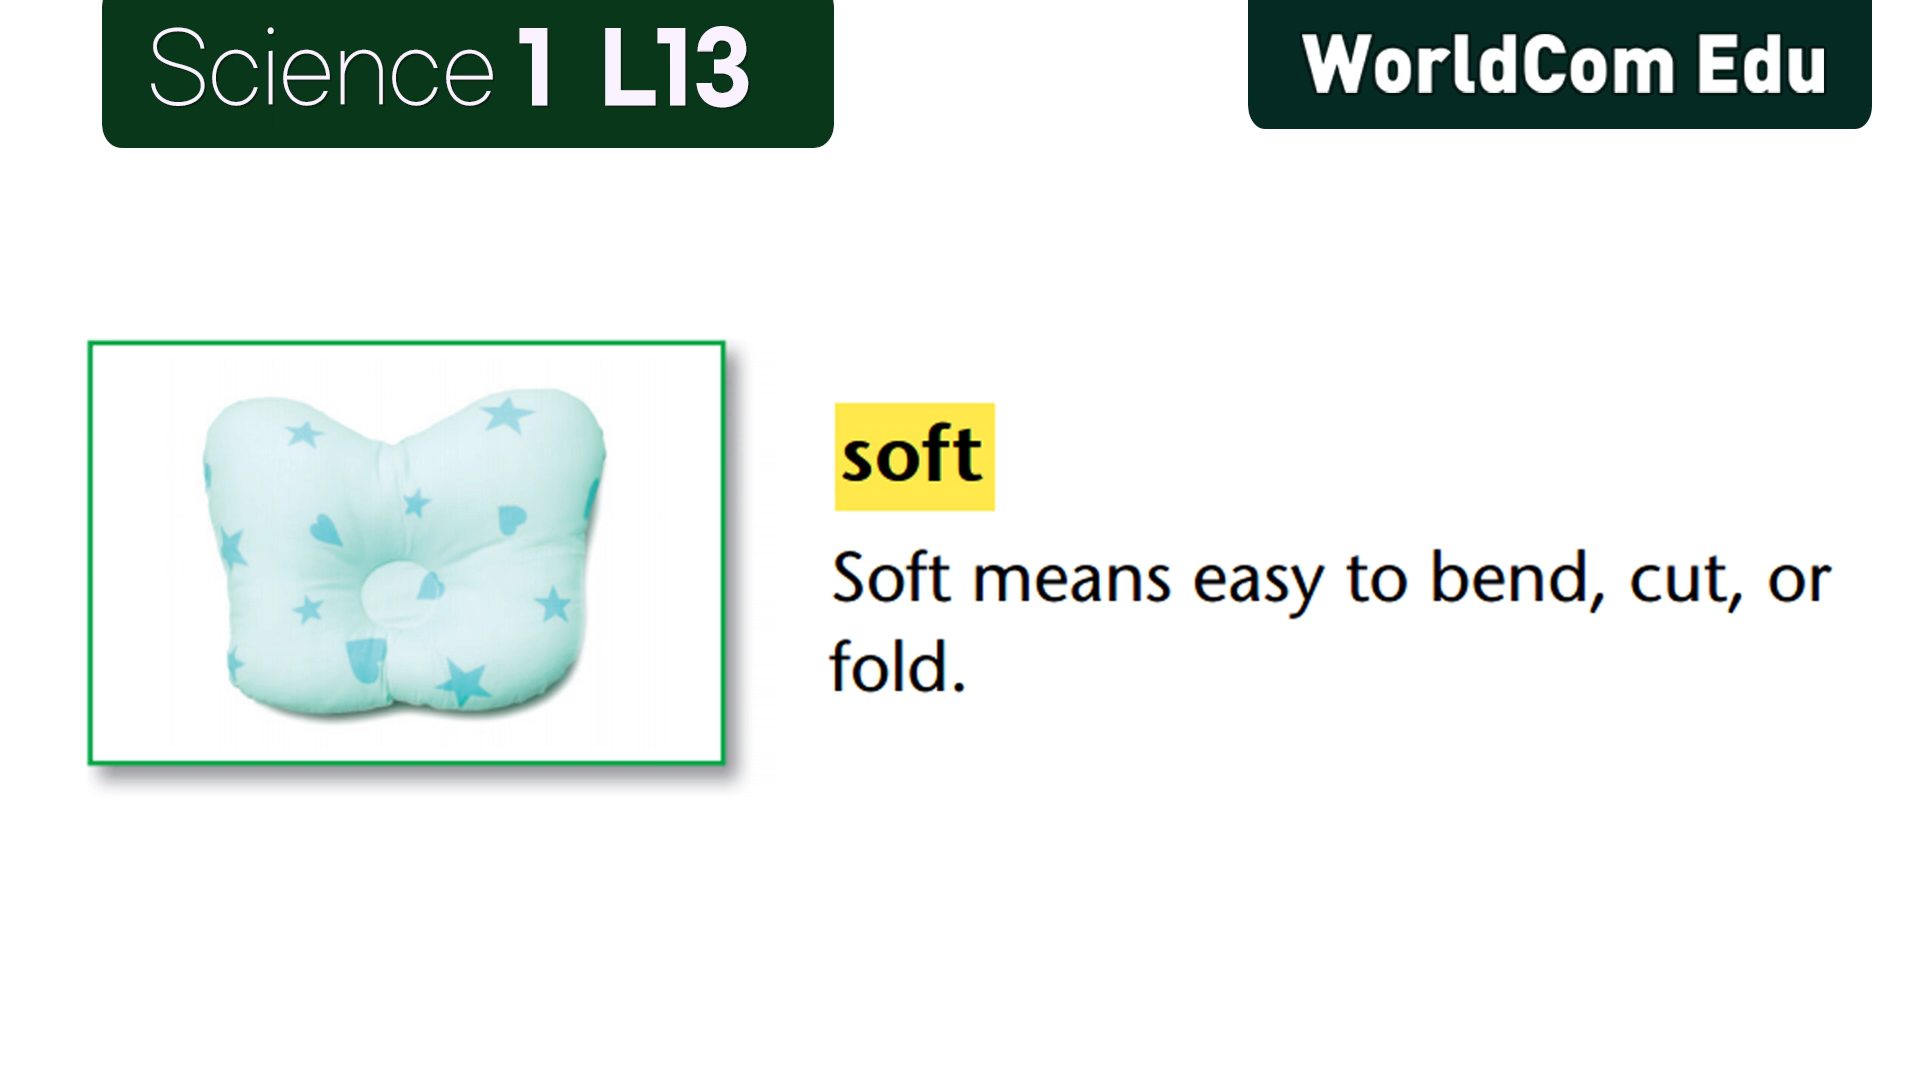 Science 1 L13
WorldCom Edu
soft
Soft means easy to bend, cut, or
fold.